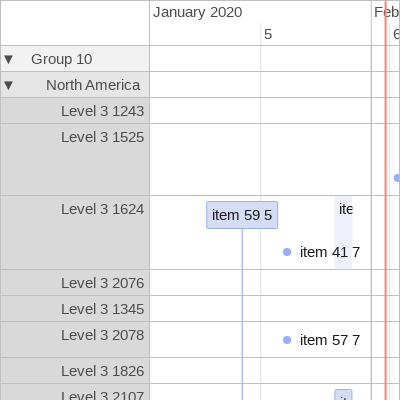 January 2020
Feb
5
6
▼ Group 10
▼ North America
Level 3 1243
Level 3 1525
Level 3 1624
item 59 5
ite
item 41 7
Level 3 2076
Level 3 1345
Level 3 2078
item 57 7
Level 3 1826
Level 3 2107